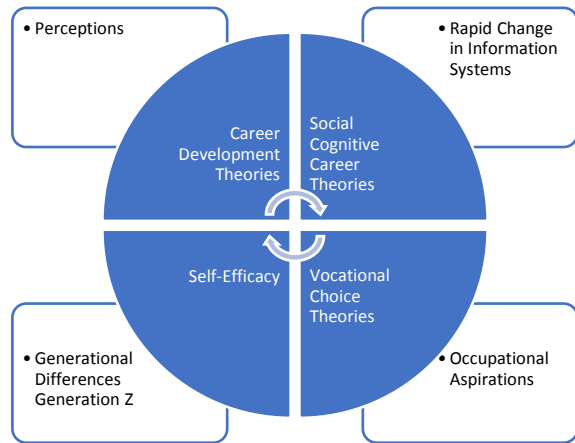 • Perceptions
• Rapid Change
in Information
Systems
Career
Development
Theories
Social
Cognitive
Career
Theories
Self-Efficacy
Vocational
Choice
Theories
• Generational
Differences
Generation Z
• Occupational
Aspirations